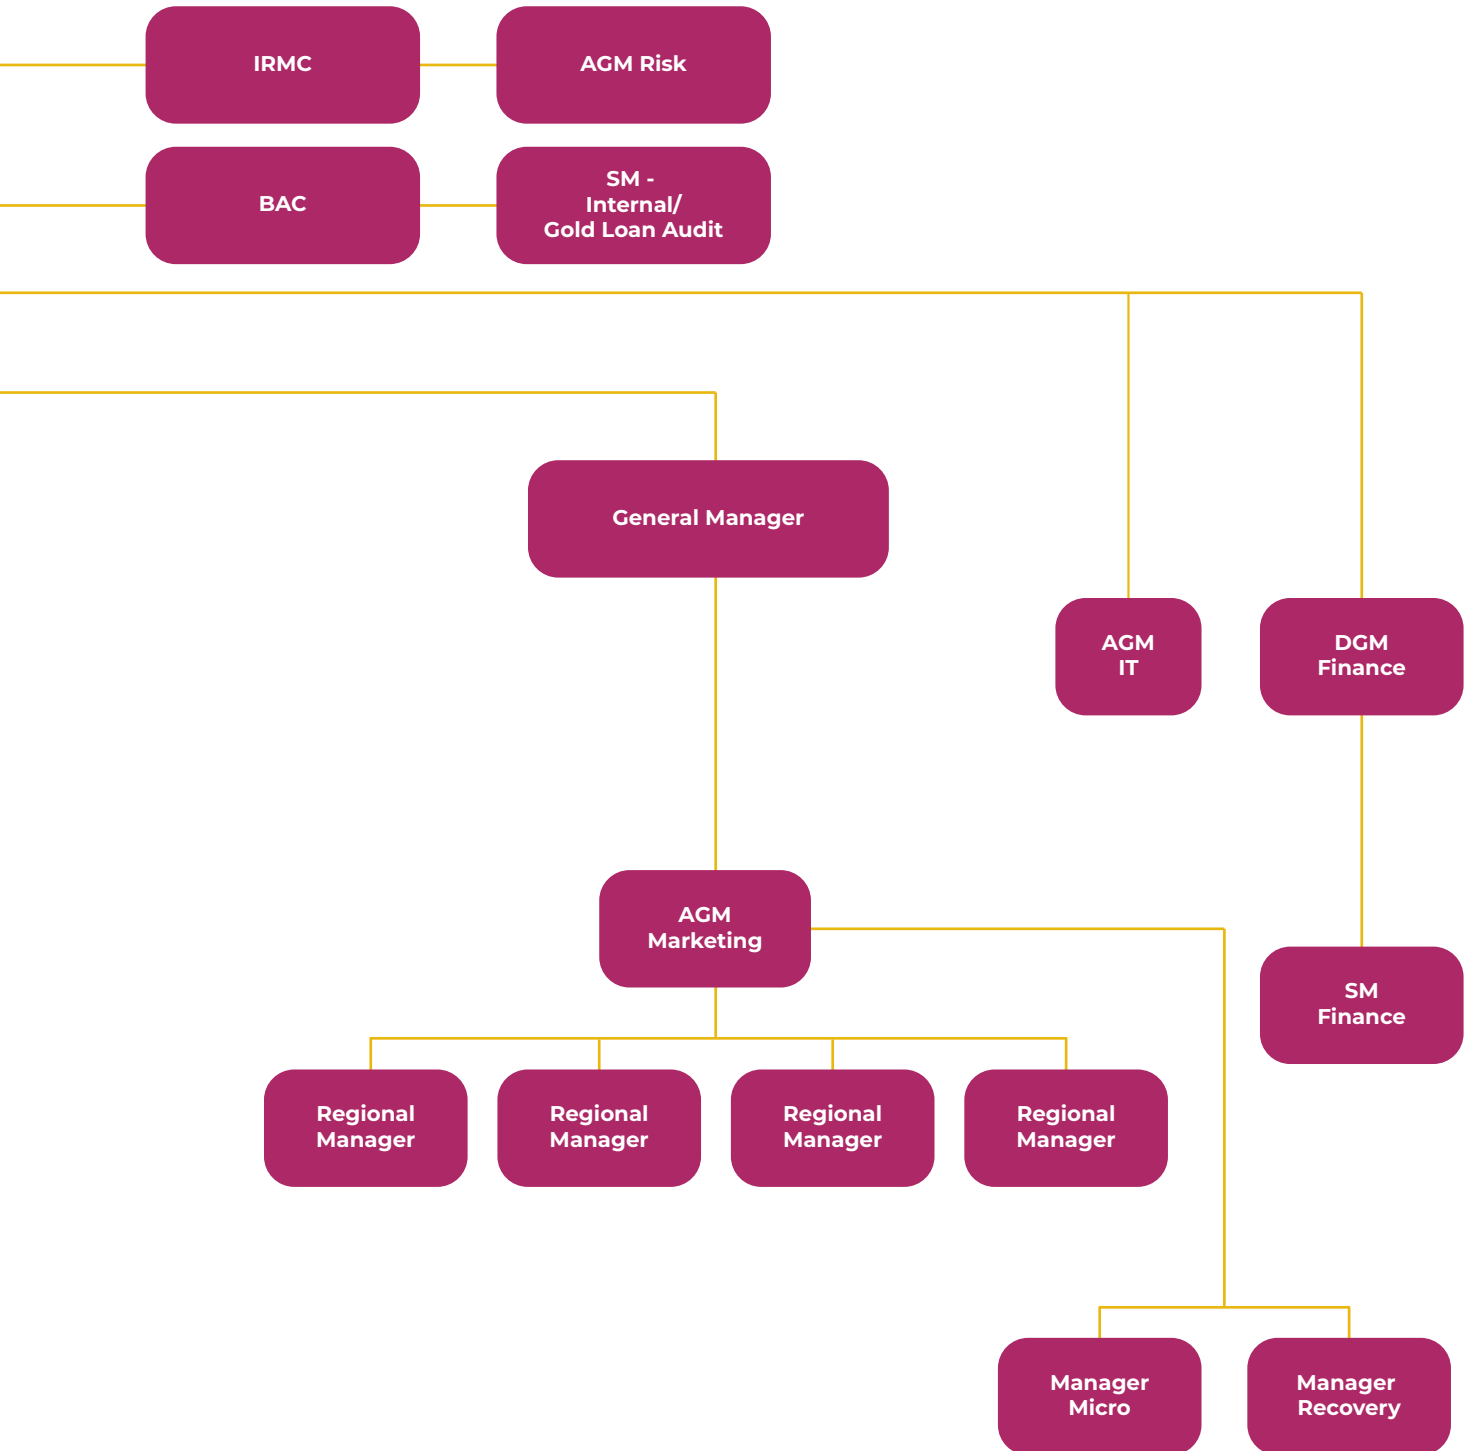 IRMC
AGM Risk
BAC
SM -
Internal/
Gold Loan Audit
General Manager
AGM
IT
DGM
Finance
AGM
Marketing
SM
Finance
Regional
Manager
Regional
Manager
Regional
Manager
Regional
Manager
Manager
Micro
Manager
Recovery